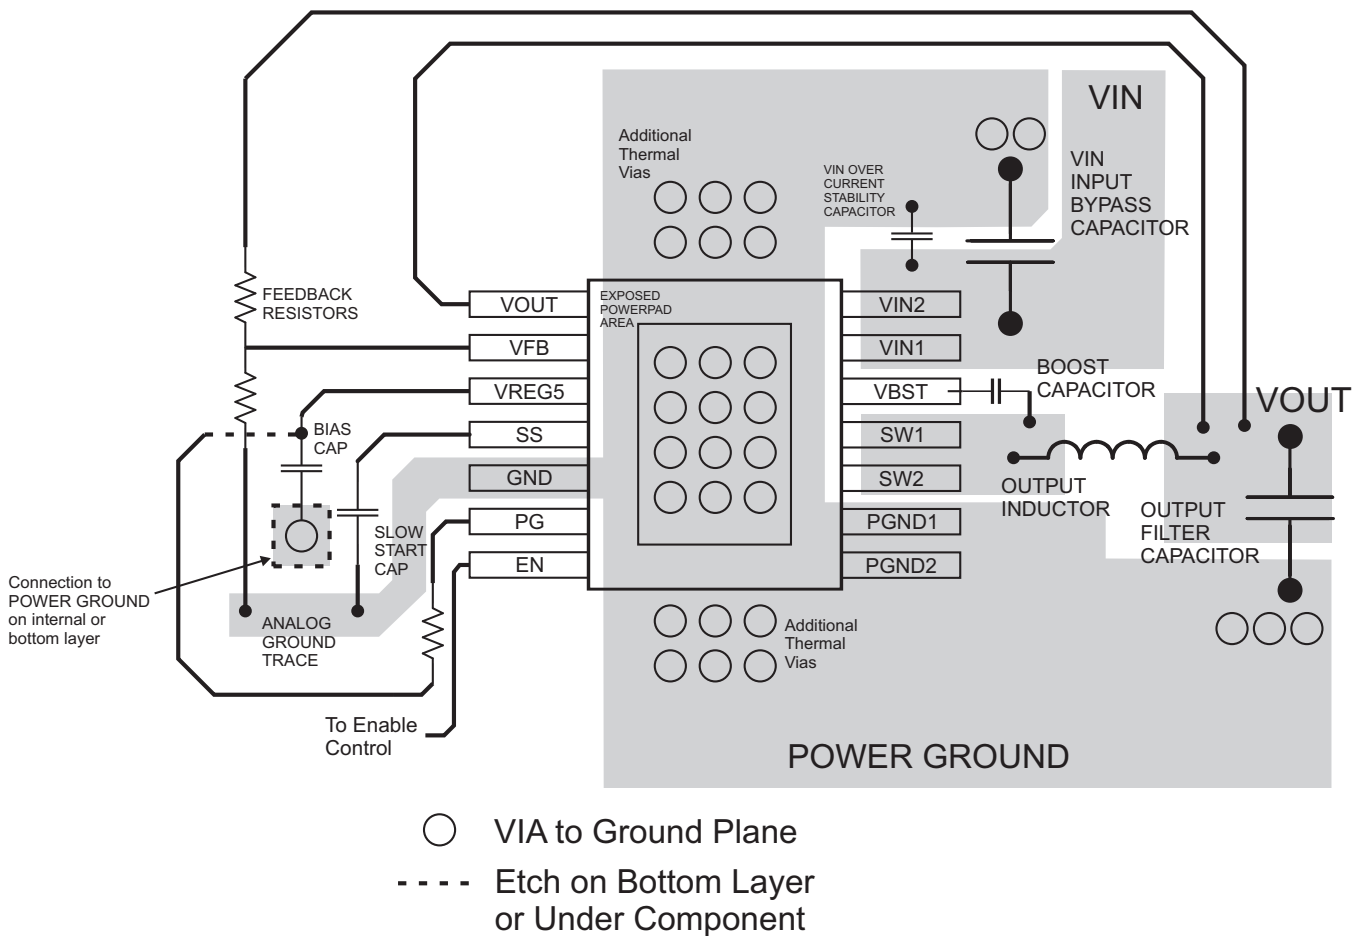 VIN
Additional
Thermal
Vias
VIN OVER
CURRENT
STABILITY
CAPACITOR
VIN
INPUT
BYPASS
CAPACITOR
FEEDBACK
RESISTORS
VOUT
EXPOSED
POWERPAD
AREA
VIN2
VFB
VIN1
VREG5
VBST
BOOST
CAPACITOR
VOUT
BIAS
CAP
SS
SW1
GND
SW2
OUTPUT
INDUCTOR
OUTPUT
FILTER
CAPACITOR
PG
PGND1
SLOW
START
CAP
EN
PGND2
Connection to
POWER GROUND
on internal or
bottom layer
ANALOG
GROUND
TRACE
Additional
Thermal
Vias
To Enable
Control
POWER GROUND
VIA to Ground Plane
Etch on Bottom Layer
or Under Component